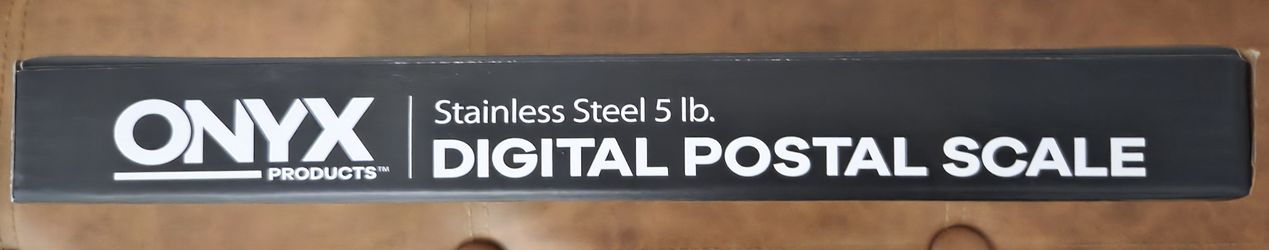 ONYX
PRODUCTS™
Stainless Steel 5 lb.
DIGITAL POSTAL SCALE